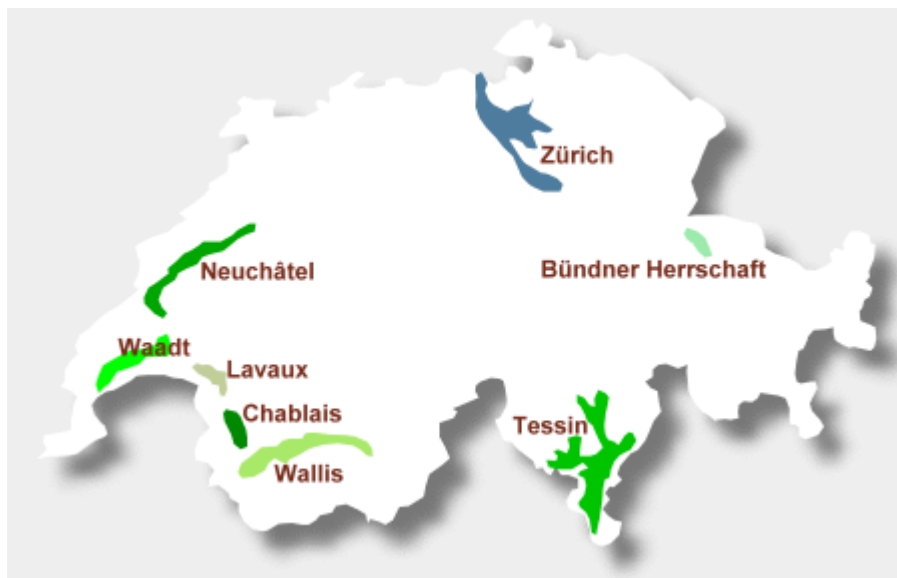 Zürich
Neuchâtel
Bündner Herrschaft
Waadt
Lavaux
Chablais
Tessin
Wallis